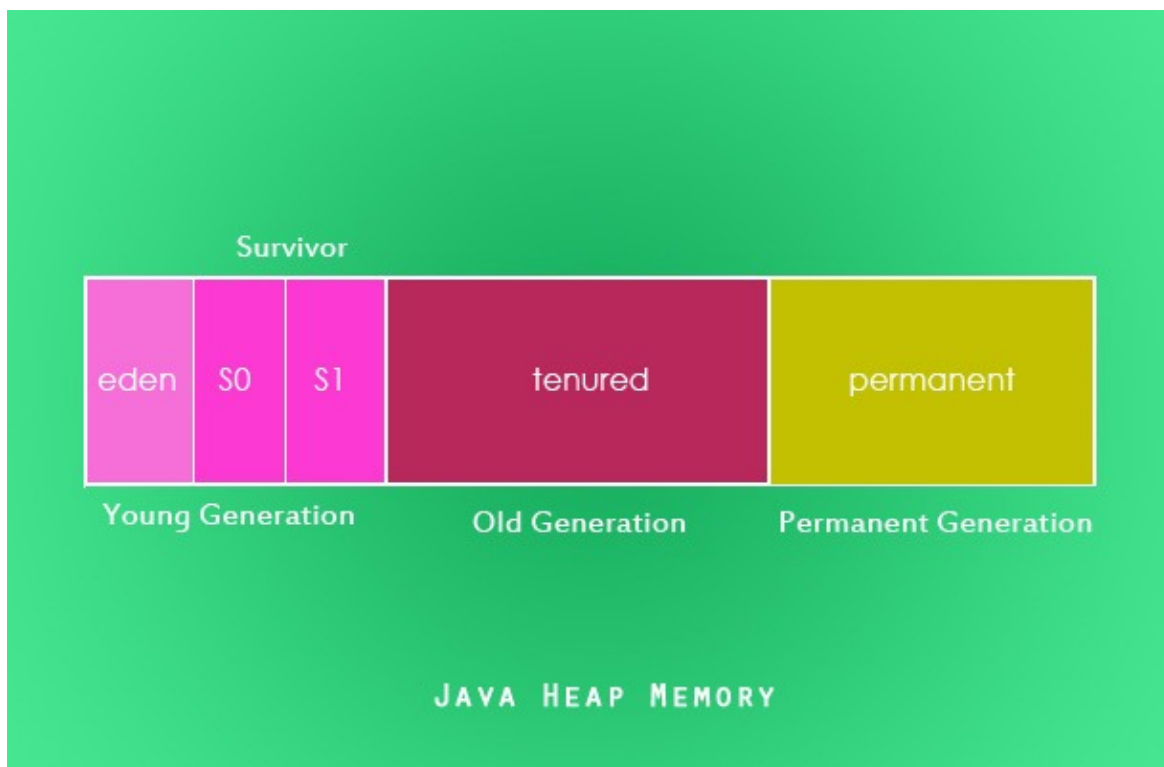 Survivor
eden S0 S1 tenured permanent
Young Generation Old Generation Permanent Generation
JAVA HEAP MEMORY